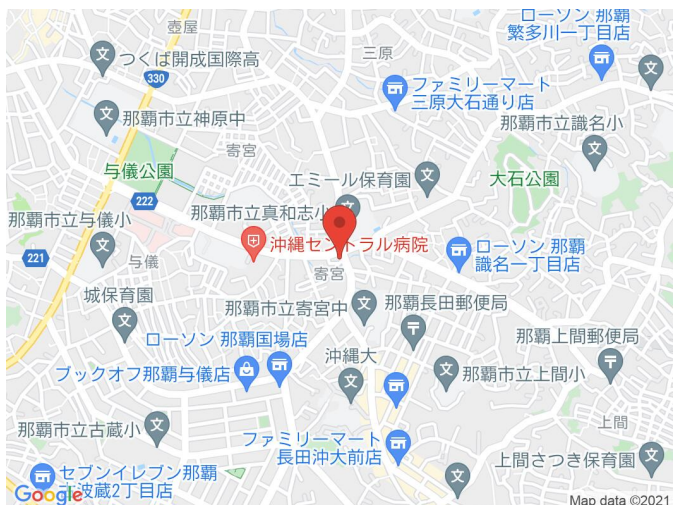 壺屋
三原
ローソン 那覇
繁多川一丁目店
つくば開成国際高
330
ファミリーマート
三原大石通り店
那覇市立神原中
那覇市立識名小
寄宮
与儀公園
エミール保育園
大石公園
222
那覇市立真和志小
那覇市立与儀小
沖縄セントラル病院
ローソン 那覇
識名一丁目店
与儀
寄宮
221
城保育園
那覇市立寄宮中
那覇長田郵便局
ローソン 那覇国場店
那覇上間郵便局
沖縄大
ブックオフ那覇与儀店
那覇市立上間小
上間
那覇市立古蔵小
ファミリーマート
長田沖大前店
上間さつき保育園
セブンイレブン那覇
波蔵2丁目店
Google
Map data ©2021